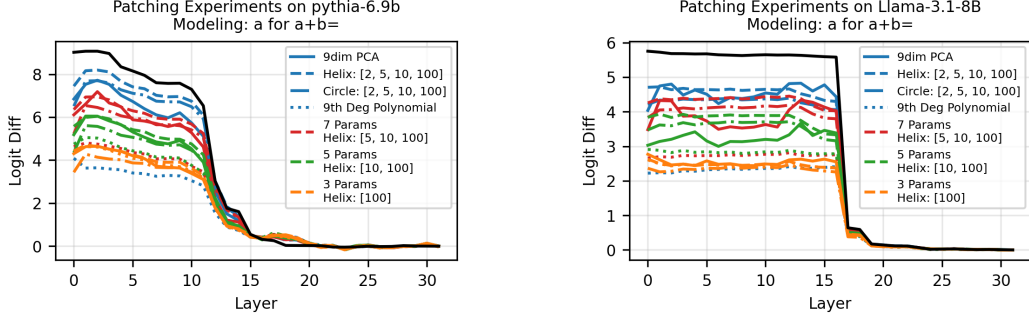 Patching Experiments on pythia-6.9b
Modeling: a for a+b=
Logit Diff
8
6
4
2
0
9dim PCA
Helix: [2, 5, 10, 100]
Circle: [2, 5, 10, 100]
9th Deg Polynomial
7 Params
Helix: [5, 10, 100]
5 Params
Helix: [10, 100]
3 Params
Helix: [100]
0 5 10 15 20 25 30
Layer
Patching Experiments on Llama-3.1-8B
Modeling: a for a+b=
Logit Diff
6
5
4
3
2
1
0
9dim PCA
Helix: [2, 5, 10, 100]
Circle: [2, 5, 10, 100]
9th Deg Polynomial
7 Params
Helix: [5, 10, 100]
5 Params
Helix: [10, 100]
3 Params
Helix: [100]
0 5 10 15 20 25 30
Layer